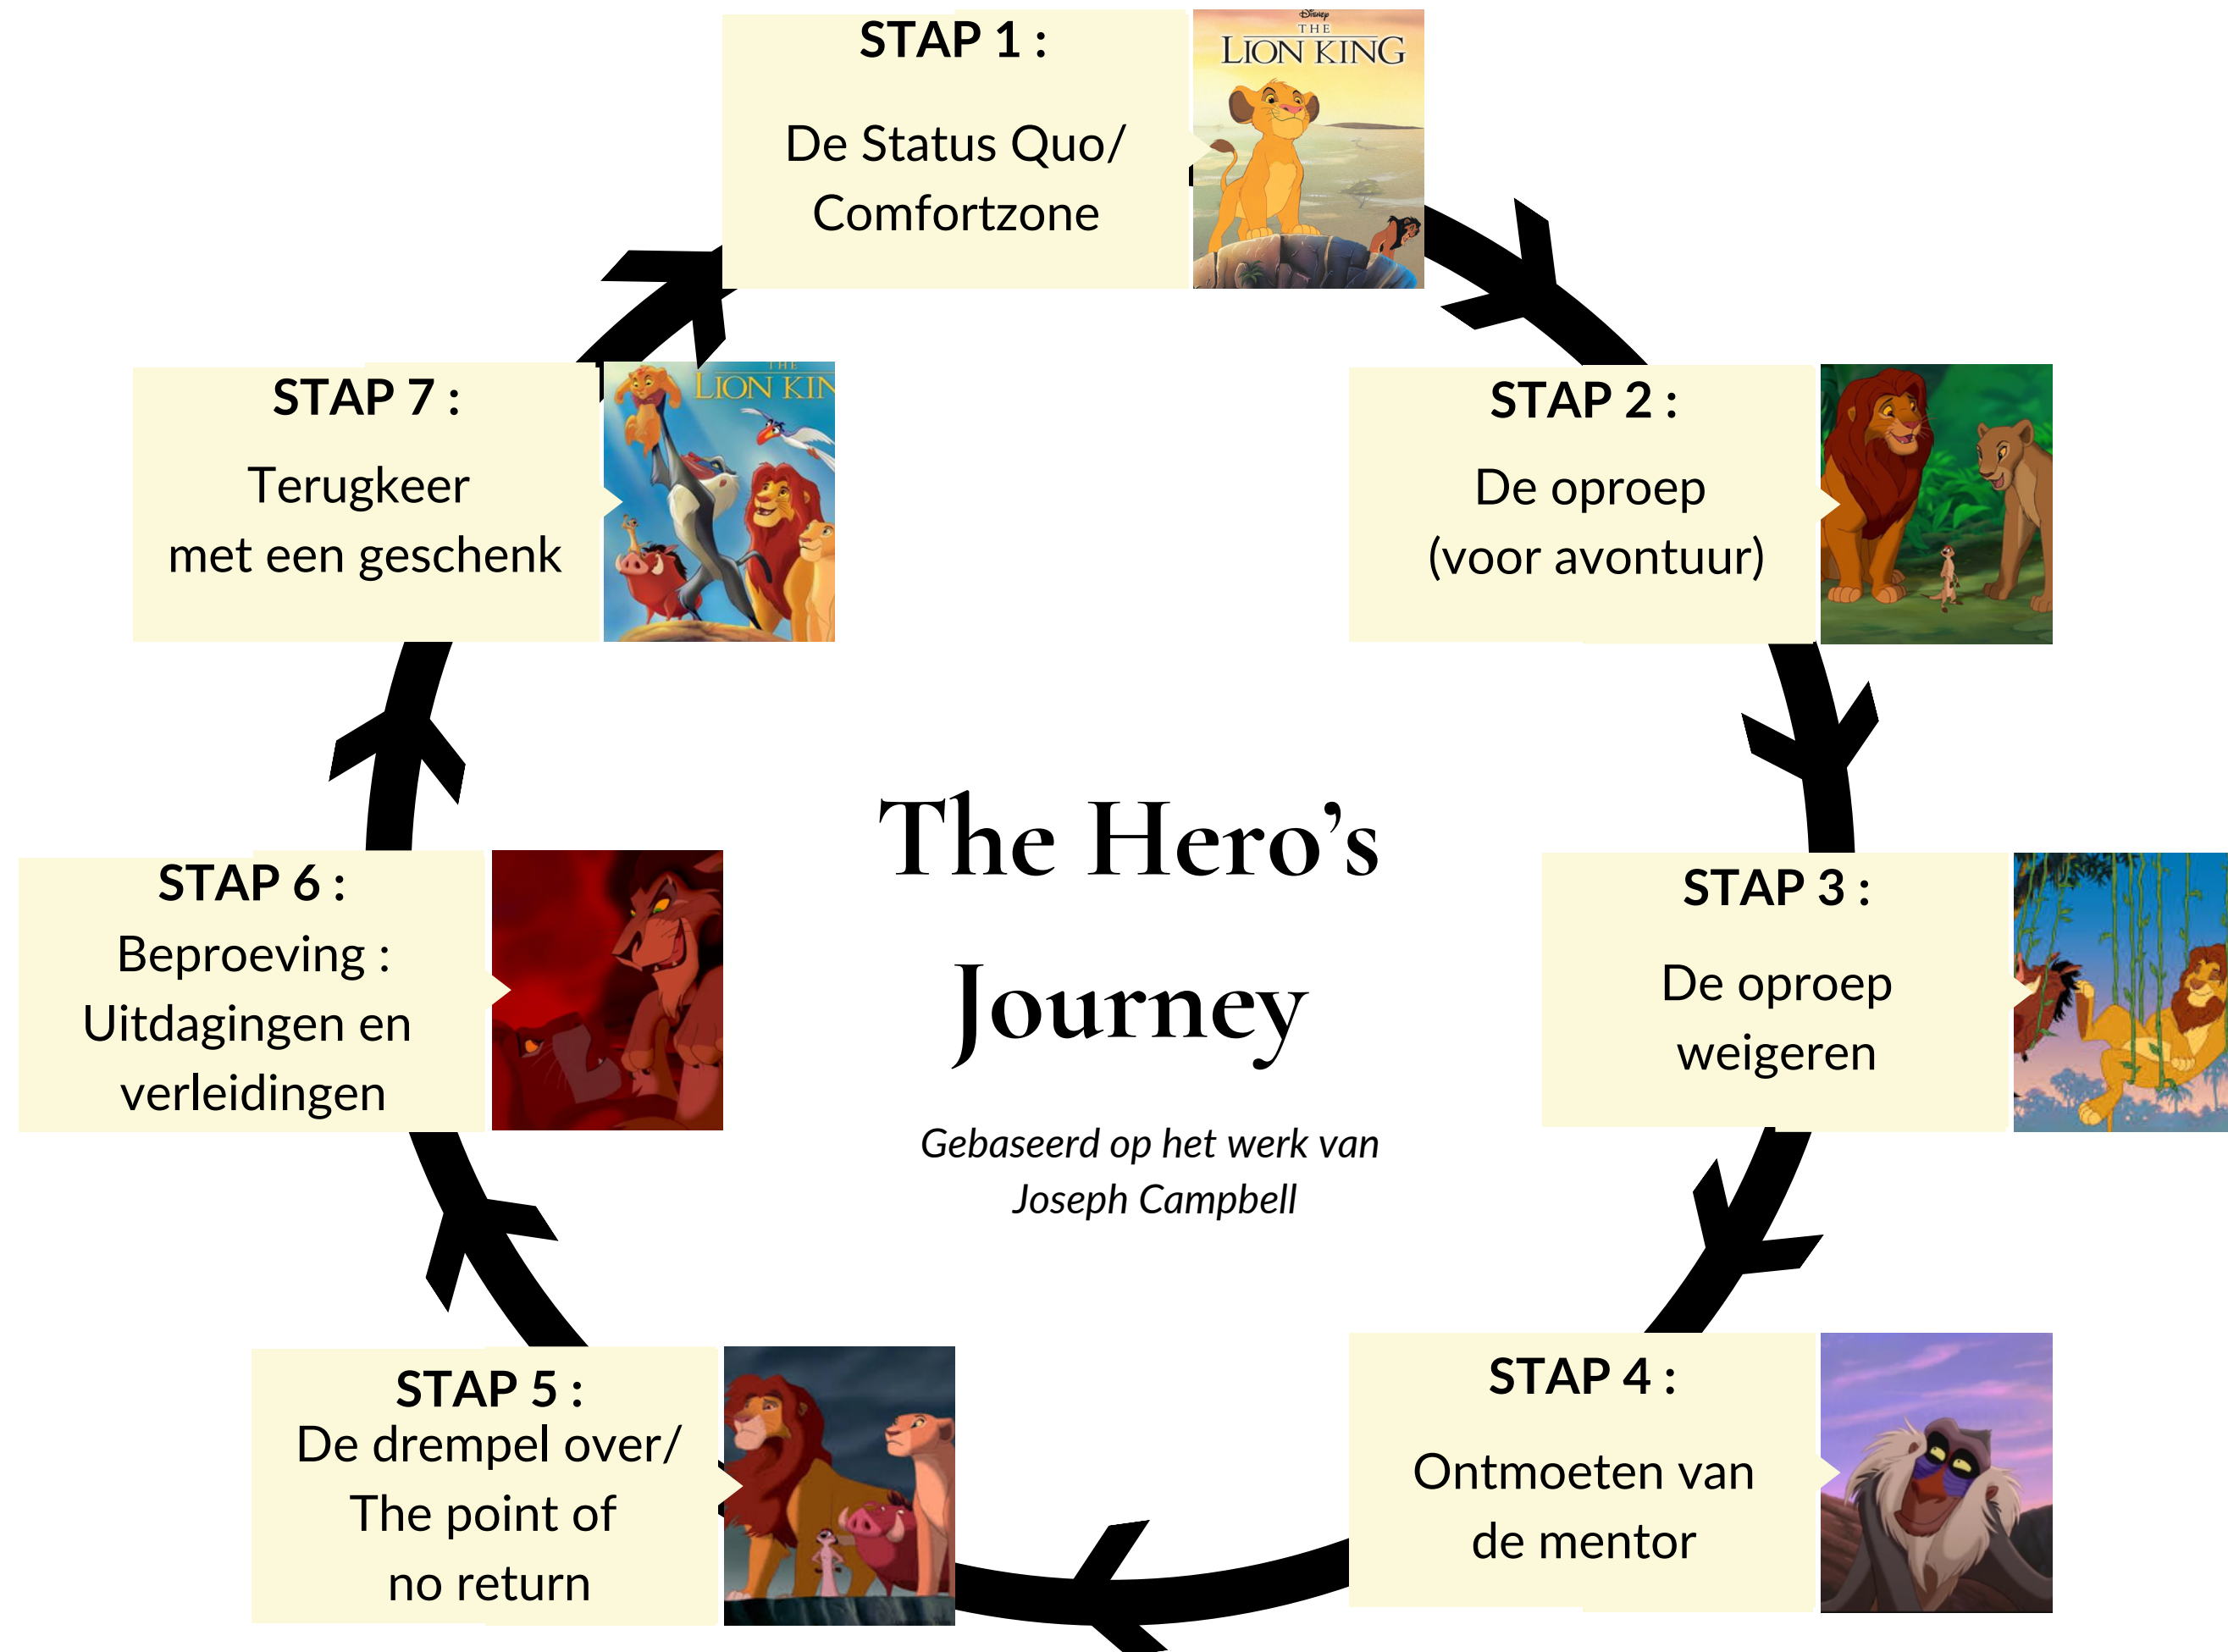 STAP 1 :
De Status Quo/
Comfortzone
Disney
THE
LION KING
STAP 2 :
De oproep
(voor avontuur)
STAP 3 :
De oproep
weigeren
STAP 4 :
Ontmoeten van
de mentor
STAP 5 :
De drempel over/
The point of
no return
STAP 6 :
Beproeving :
Uitdagingen en
verleidingen
STAP 7 :
Terugkeer
met een geschenk
THE
LION KIN
The Hero’s
Journey
Gebaseerd op het werk van
Joseph Campbell